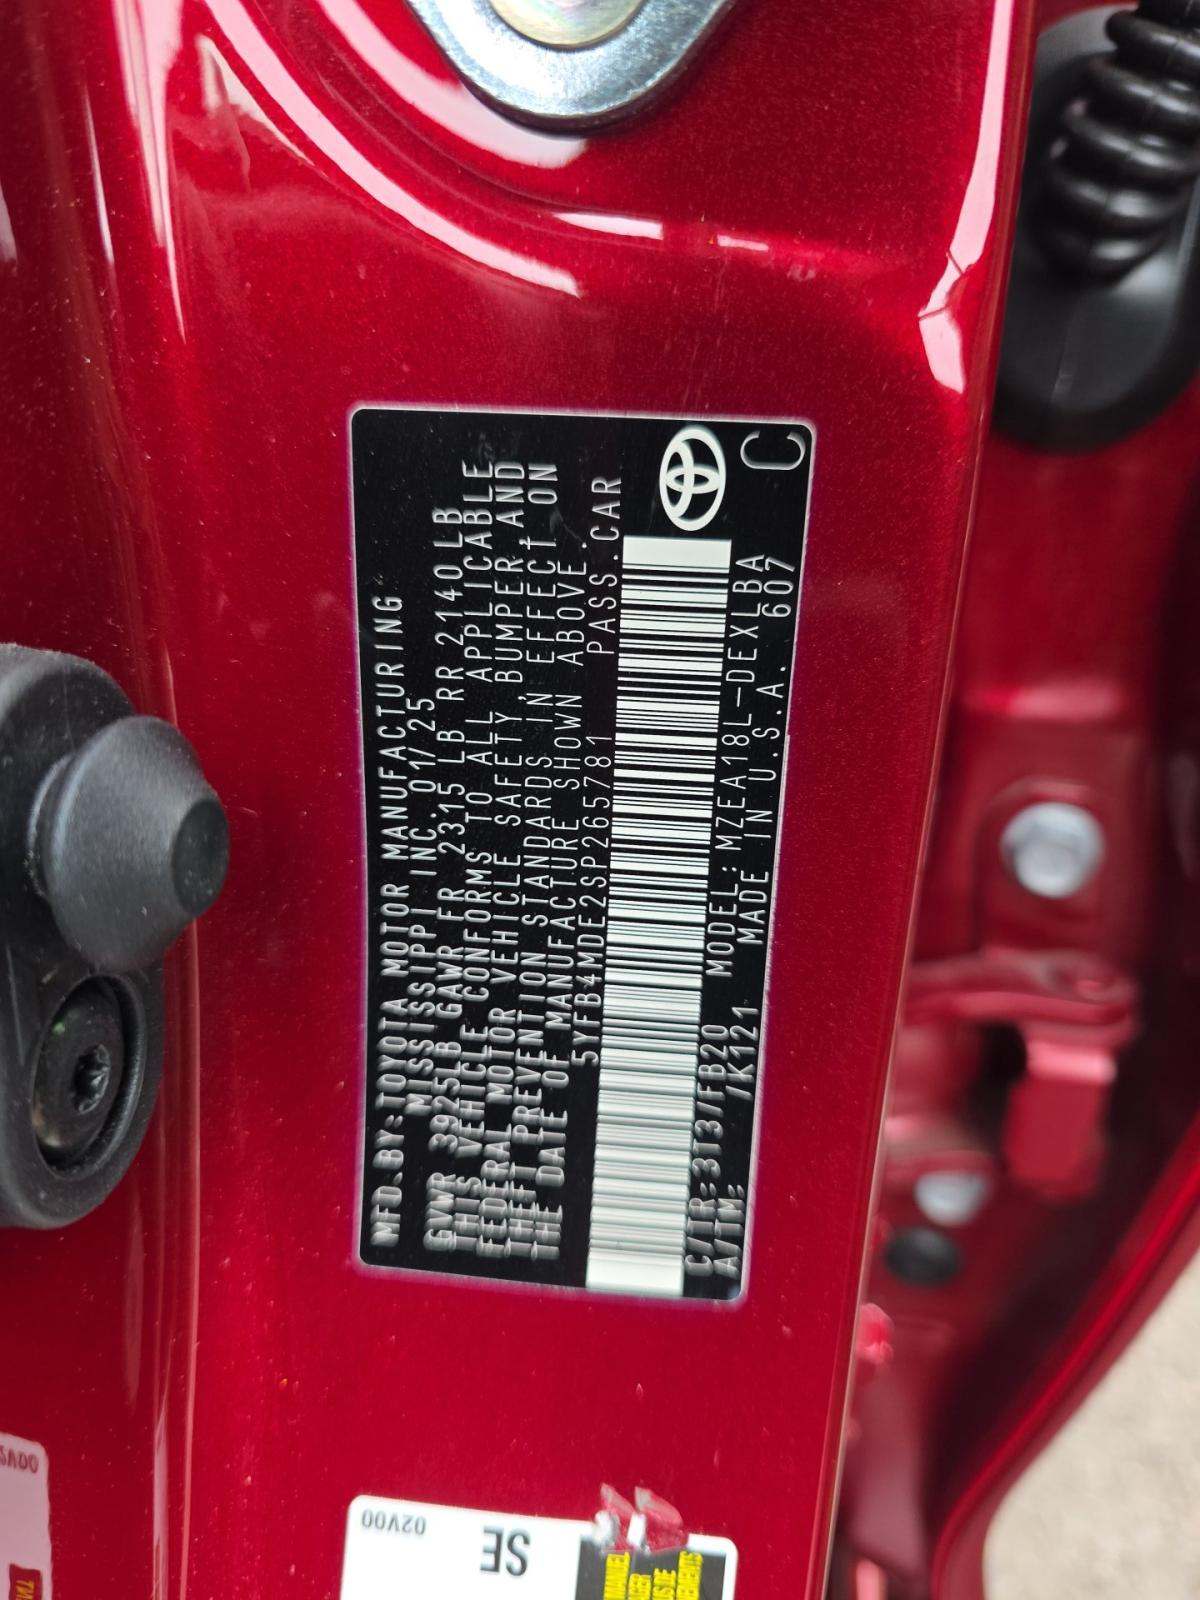 MFD.BY:TOYOTA MOTOR MANUFACTURING
MISSISSIPPI INC. 01/25
GVWR 3925LB GAWR FR 2315 LB RR 2140LB
THIS VEHICLE CONFORMS TO ALL APPLICABLE
FEDERAL MOTOR VEHICLE SAFETY, BUMPER, AND
THEFT PREVENTION STANDARDS IN EFFECT ON
THE DATE OF MANUFACTURE SHOWN ABOVE.
5YFB4MDE2SP265781 PASS.CAR
C/TR:3T3/FB20 MODEL:MZEA18L-DEXLBA
A/TM: /K121 MADE IN U.S.A. 607
C
02V00
SE